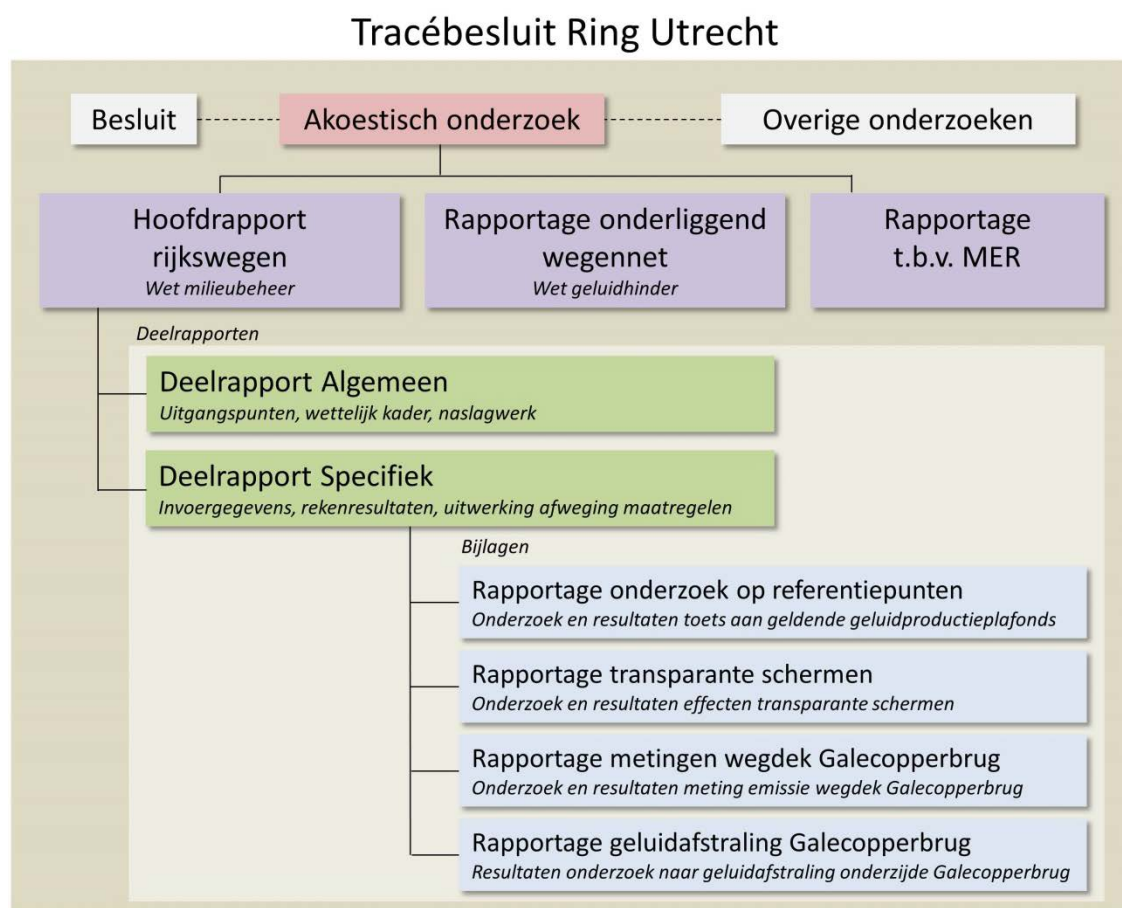 Tracébesluit Ring Utrecht
Besluit
Akoestisch onderzoek
Overige onderzoeken
Hoofdrapport
rijkswegen
Wet milieubeheer
Rapportage onderliggend
wegennet
Wet geluidhinder
Rapportage
t.b.v. MER
Deelrapporten
Deelrapport Algemeen
Uitgangspunten, wettelijk kader, naslagwerk
Deelrapport Specifiek
Invoergegevens, rekenresultaten, uitwerking afweging maatregelen
Bijlagen
Rapportage onderzoek op referentiepunten
Onderzoek en resultaten toets aan geldende geluidproductieplafonds
Rapportage transparante schermen
Onderzoek en resultaten effecten transparante schermen
Rapportage metingen wegdek Galecopperbrug
Onderzoek en resultaten meting emissie wegdek Galecopperbrug
Rapportage geluidafstraling Galecopperbrug
Resultaten onderzoek naar geluidafstraling onderzijde Galecopperbrug